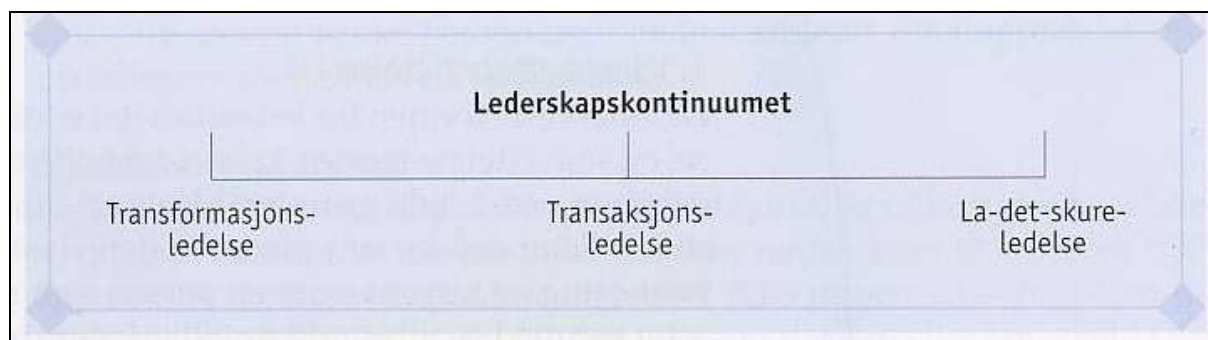 Lederskapskontinuumet
Transformasjons-
ledelse
Transaksjons-
ledelse
La-det-skure-
ledelse